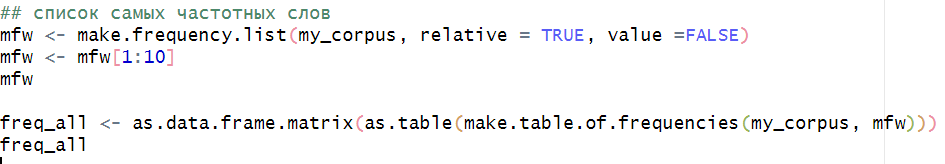 ## список самых частотных слов
mfw <- make.frequency.list(my_corpus, relative = TRUE, value =FALSE)
mfw <- mfw[1:10]
mfw
freq_all <- as.data.frame.matrix(as.table(make.table.of.frequencies(my_corpus, mfw)))
freq_all